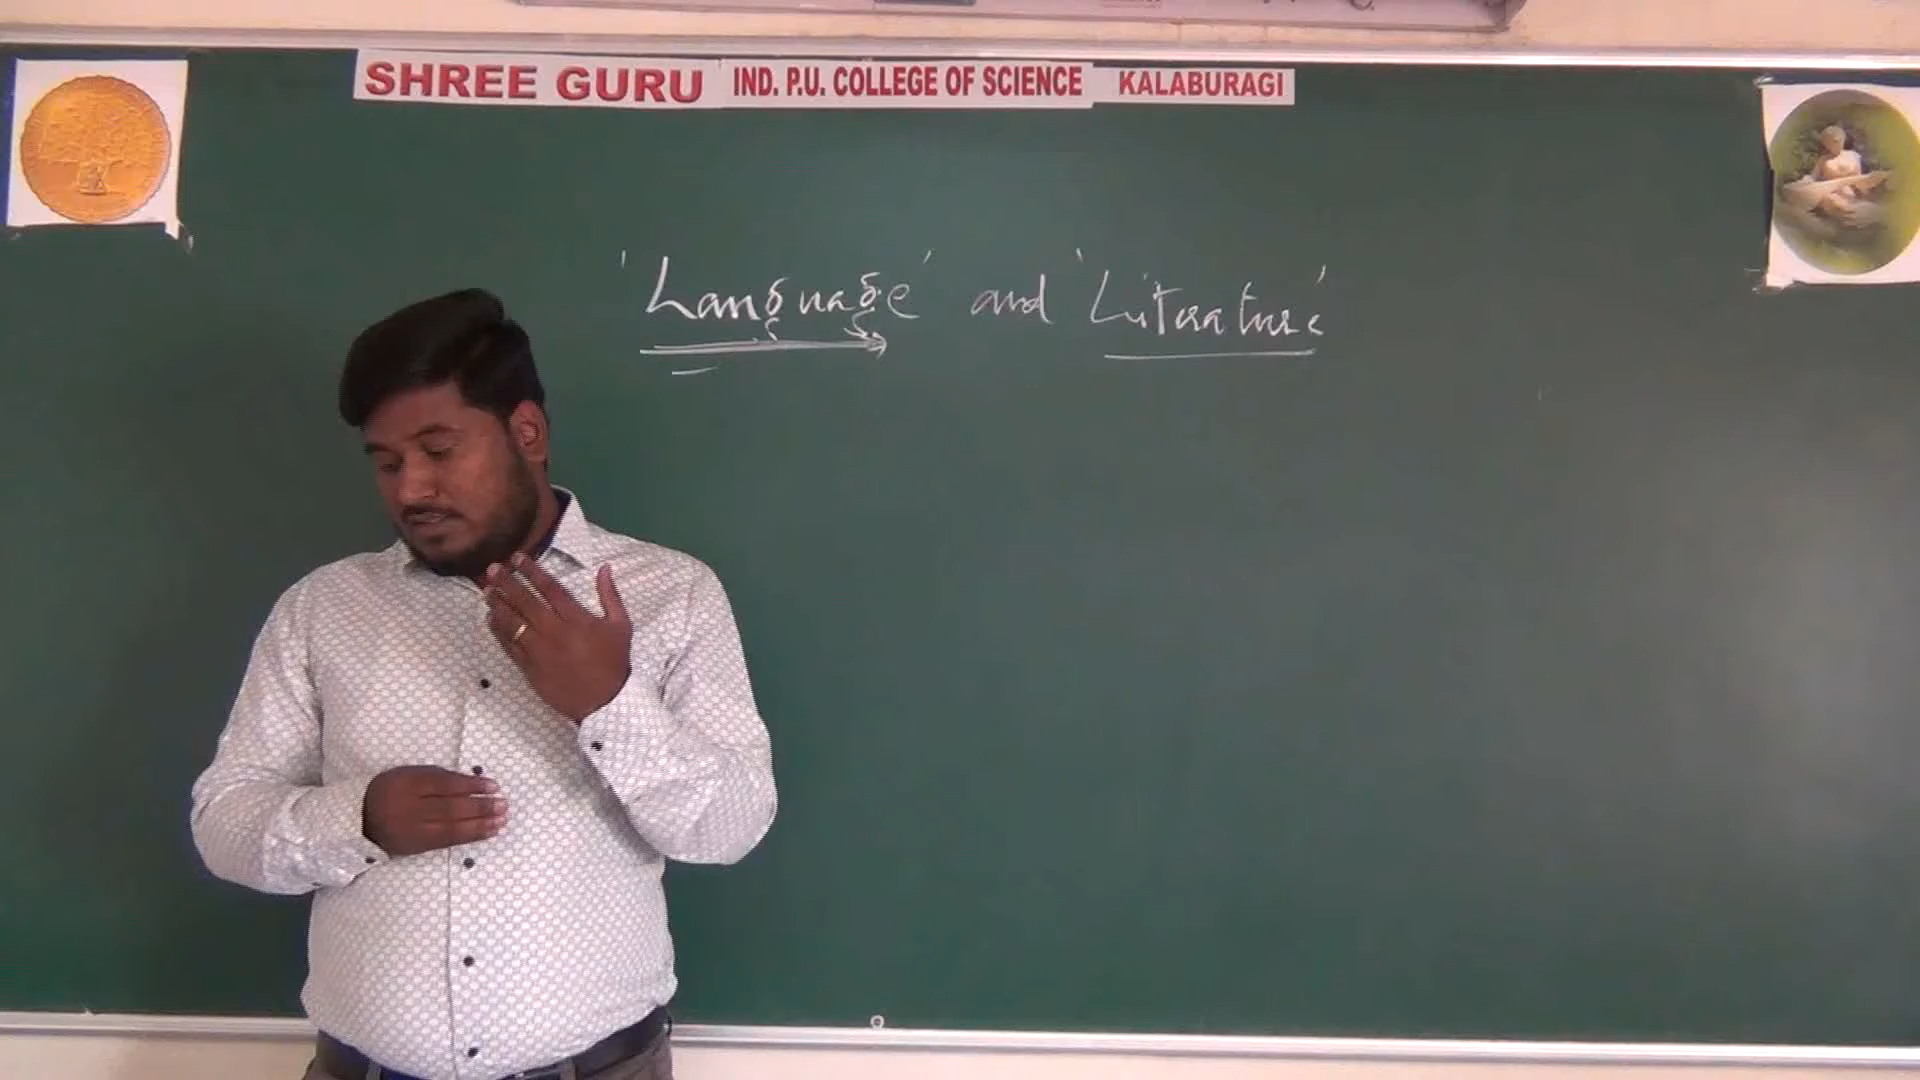 SHREE GURU IND. P.U. COLLEGE OF SCIENCE KALABURAGI
'Language' and 'Literature'